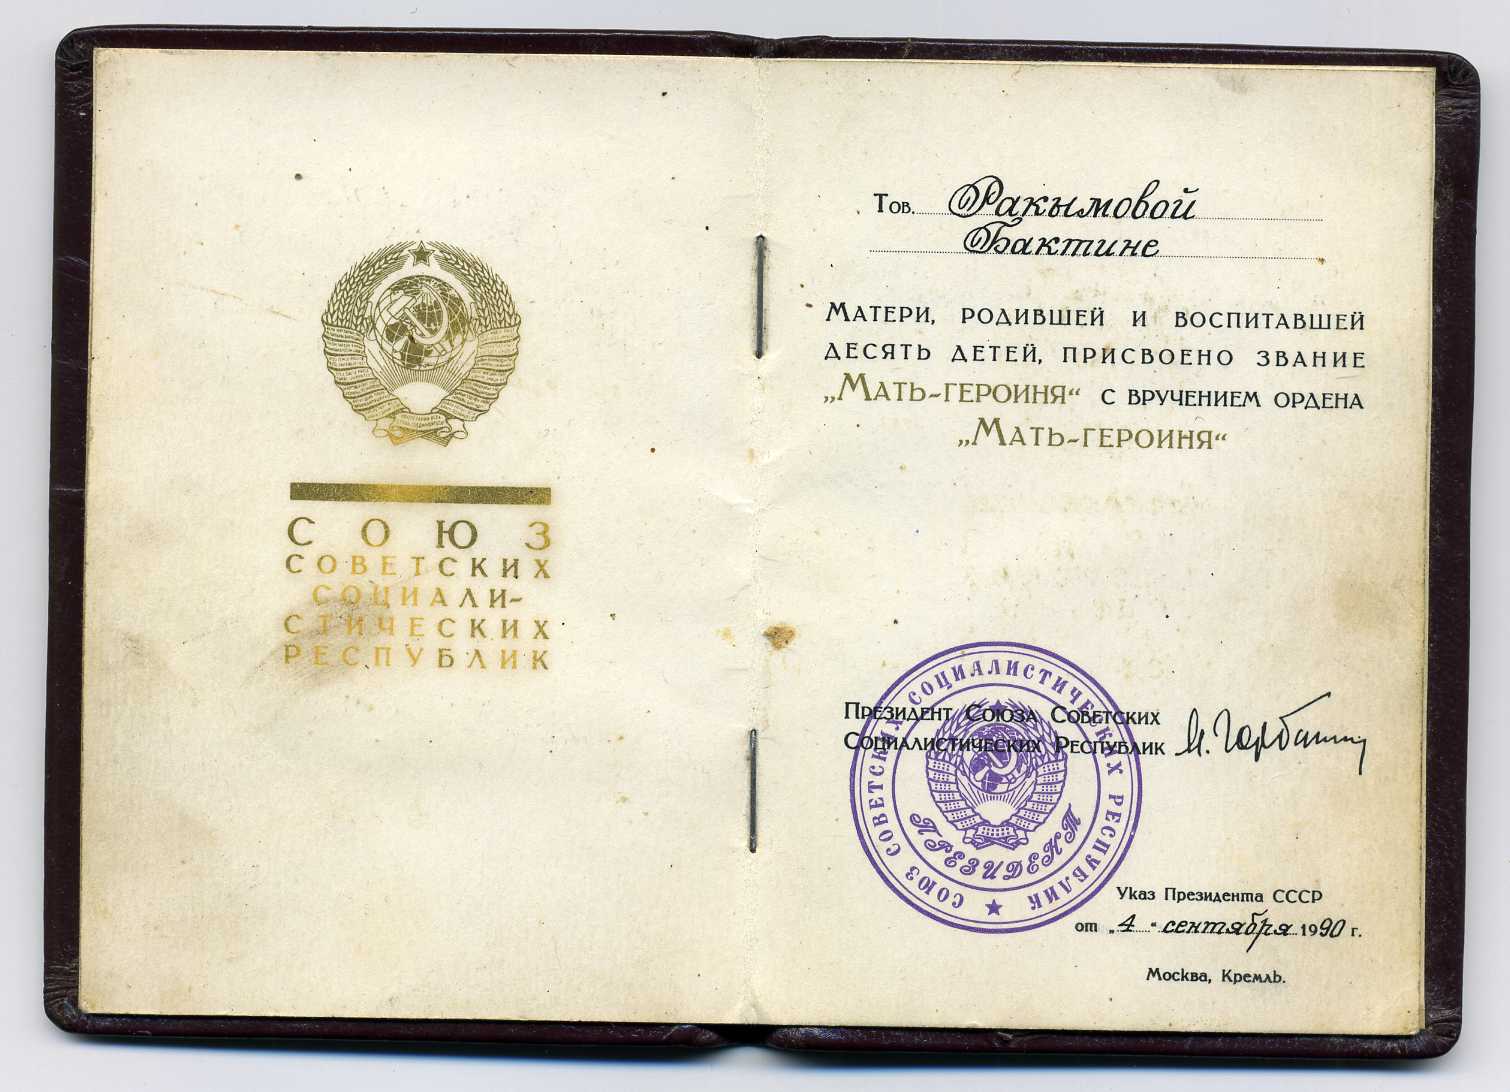 СОЮЗ
СОВЕТСКИХ
СОЦИАЛИ-
СТИЧЕСКИХ
РЕСПУБЛИК
Тов. Ракымовой
Бактине
Матери, родившей и воспитавшей
десять детей, присвоено звание
„Мать-героиня“ с вручением ордена
„Мать-героиня“
Президент Союза Советских
Социалистических Республик М. Горбачев
СОЮЗ СОВЕТСКИХ СОЦИАЛИСТИЧЕСКИХ РЕСПУБЛИК
ПРЕЗИДЕНТ
Указ Президента СССР
от „4“ сентября 1990 г.
Москва, Кремль.